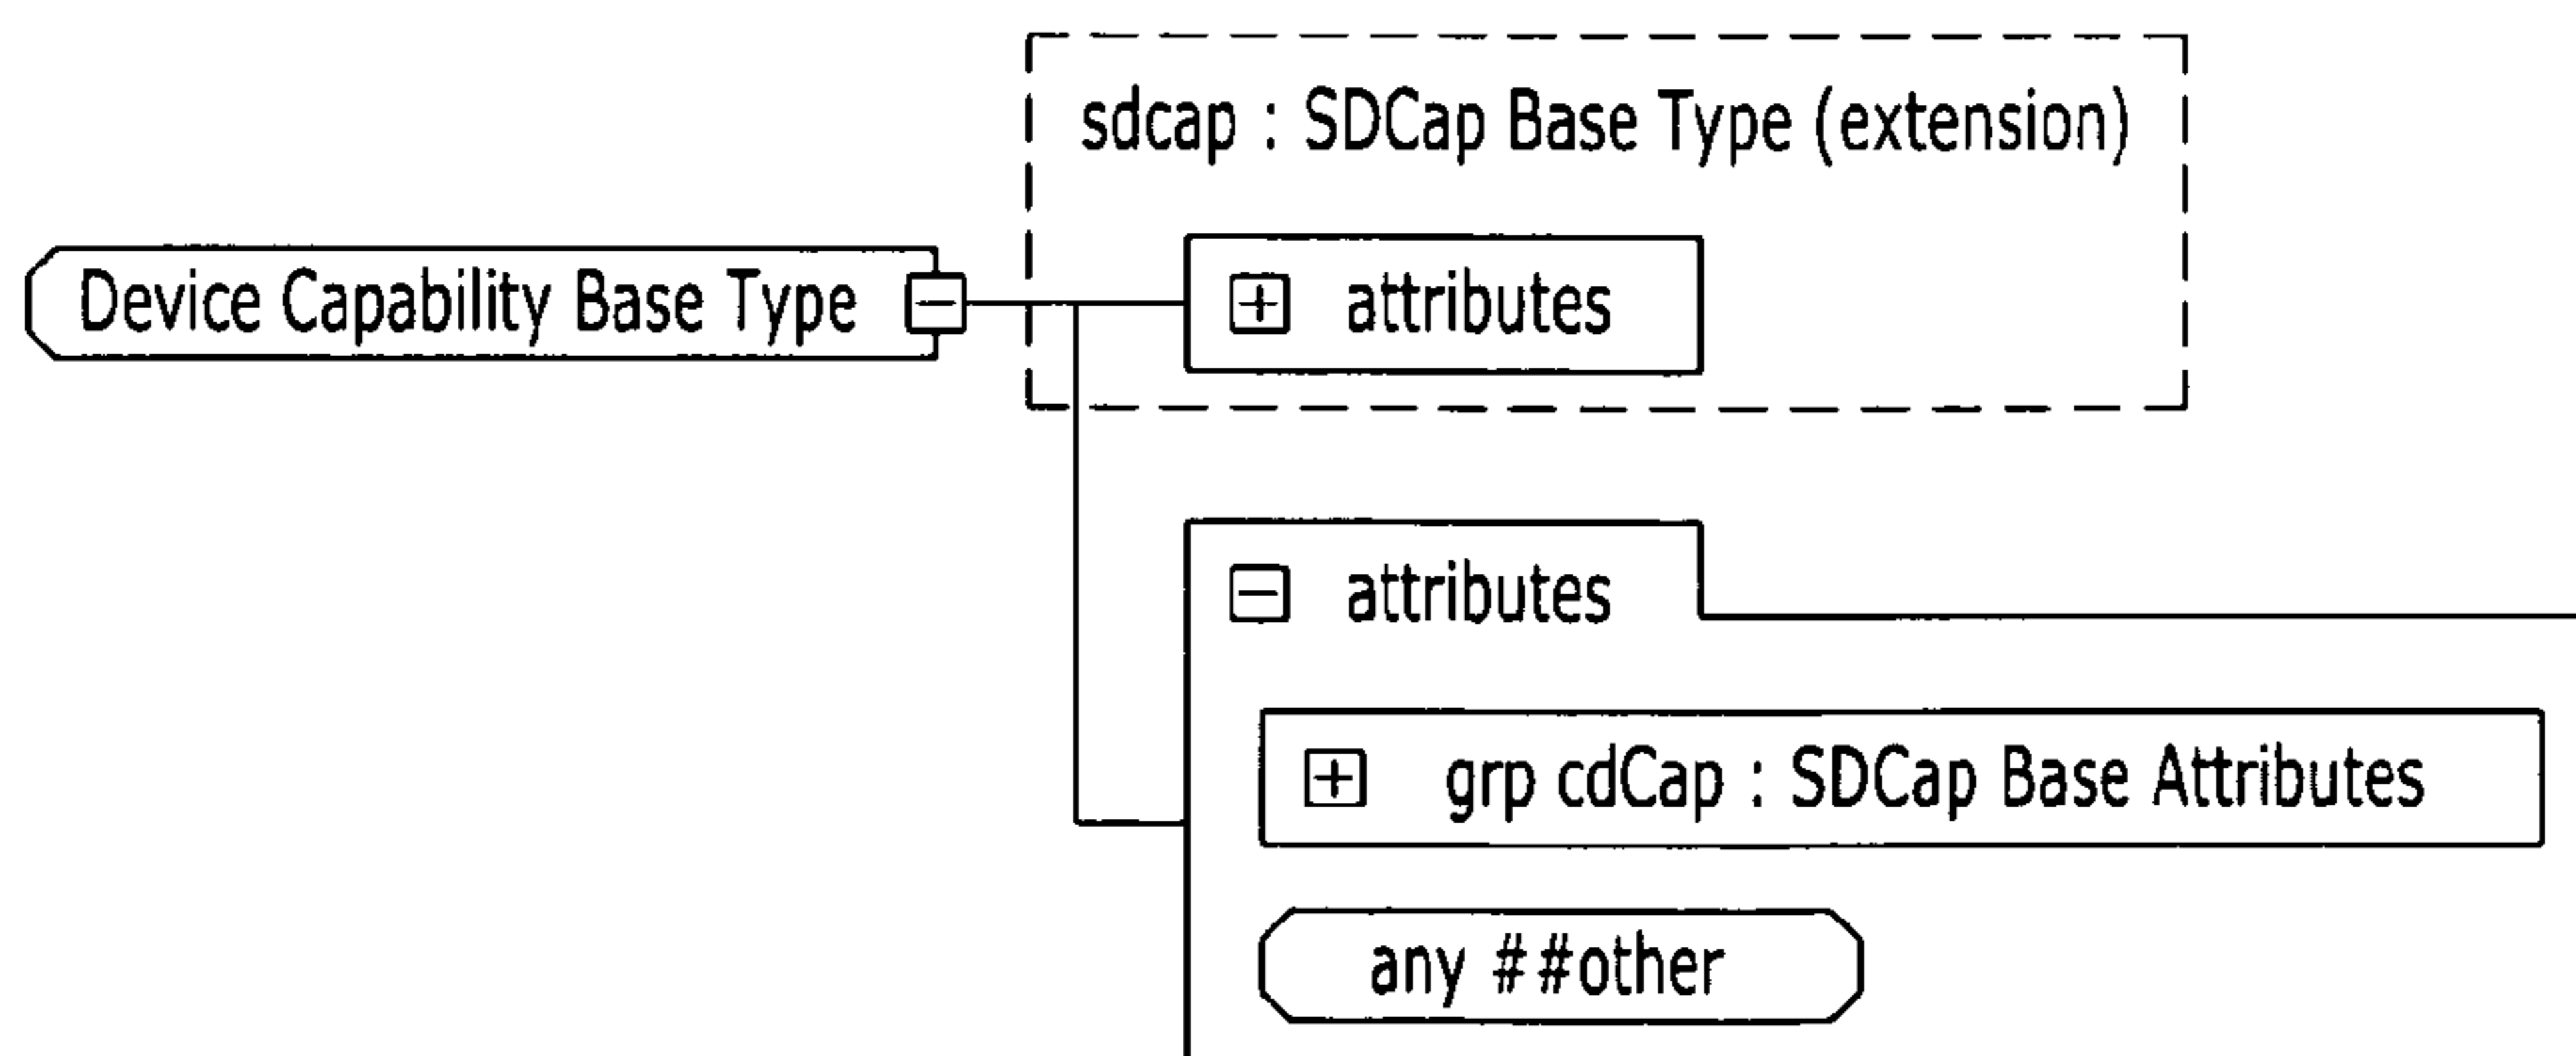 sdcap : SDCap Base Type (extension)
Device Capability Base Type
attributes
attributes
grp cdCap : SDCap Base Attributes
any ##other